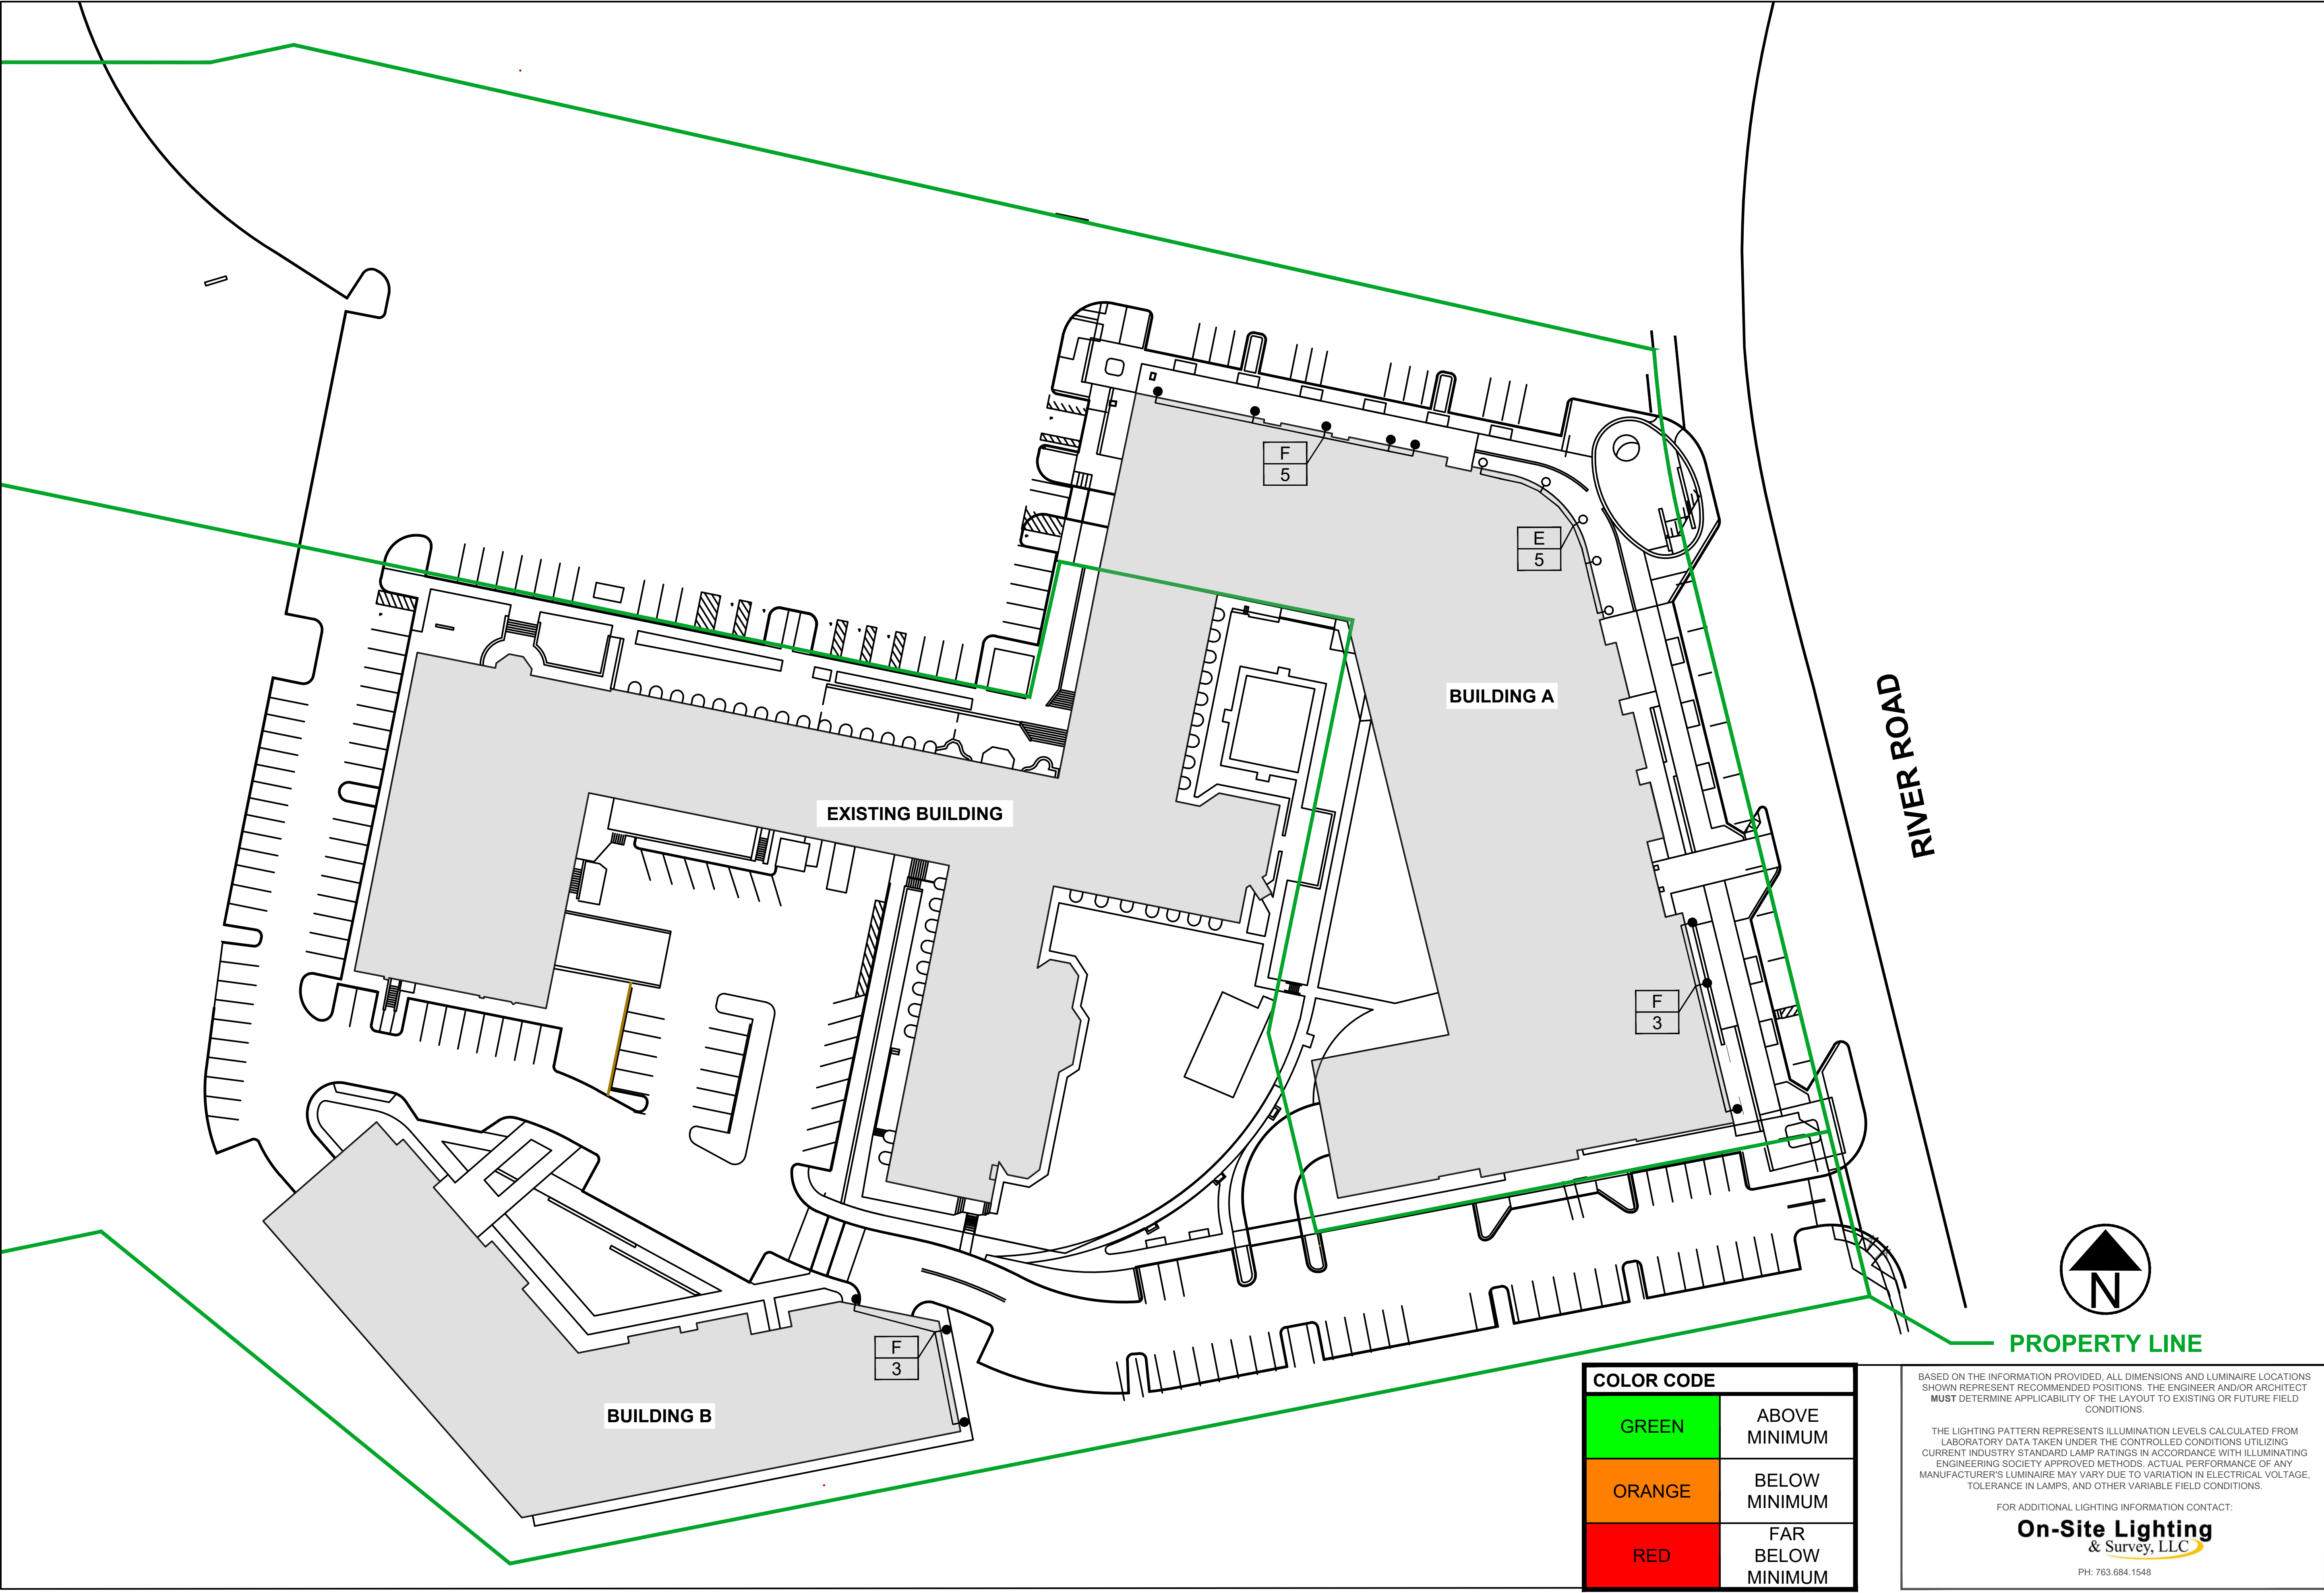 F
5
E
5
BUILDING A
RIVER ROAD
EXISTING BUILDING
F
3
F
3
BUILDING B
N
PROPERTY LINE
COLOR CODE
GREEN
ABOVE
MINIMUM
ORANGE
BELOW
MINIMUM
RED
FAR
BELOW
MINIMUM
BASED ON THE INFORMATION PROVIDED, ALL DIMENSIONS AND LUMINAIRE LOCATIONS
SHOWN REPRESENT RECOMMENDED POSITIONS. THE ENGINEER AND/OR ARCHITECT
MUST DETERMINE APPLICABILITY OF THE LAYOUT TO EXISTING OR FUTURE FIELD
CONDITIONS.
THE LIGHTING PATTERN REPRESENTS ILLUMINATION LEVELS CALCULATED FROM
LABORATORY DATA TAKEN UNDER THE CONTROLLED CONDITIONS UTILIZING
CURRENT INDUSTRY STANDARD LAMP RATINGS IN ACCORDANCE WITH ILLUMINATING
ENGINEERING SOCIETY APPROVED METHODS. ACTUAL PERFORMANCE OF ANY
MANUFACTURER'S LUMINAIRE MAY VARY DUE TO VARIATION IN ELECTRICAL VOLTAGE,
TOLERANCE IN LAMPS, AND OTHER VARIABLE FIELD CONDITIONS.
FOR ADDITIONAL LIGHTING INFORMATION CONTACT:
On-Site Lighting
& Survey, LLC
PH: 763.684.1548